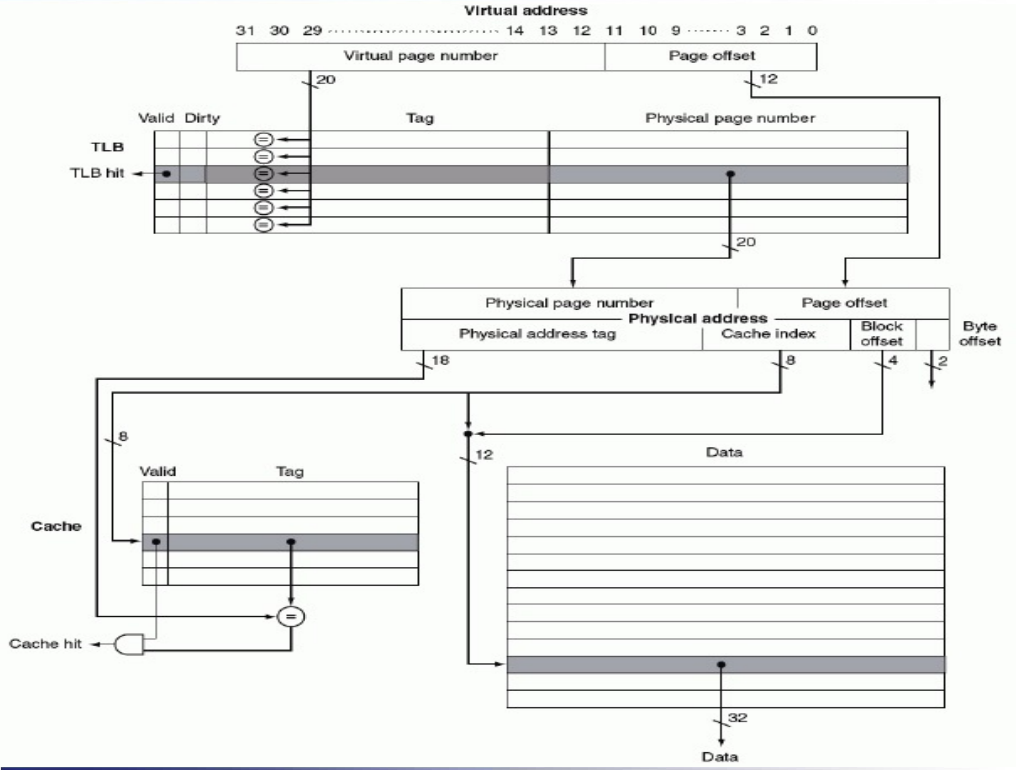 Virtual address
31 30 29 ........................... 14 13 12 11 10 9 ....... 3 2 1 0
Virtual page number Page offset
20 12
Valid Dirty Tag Physical page number
TLB
=
=
TLB hit =
=
=
=
20
Physical page number Page offset
Physical address
Physical address tag Cache index Block offset Byte offset
18 8 4 2
8
12
Data
Valid Tag
Cache
=
Cache hit
32
Data